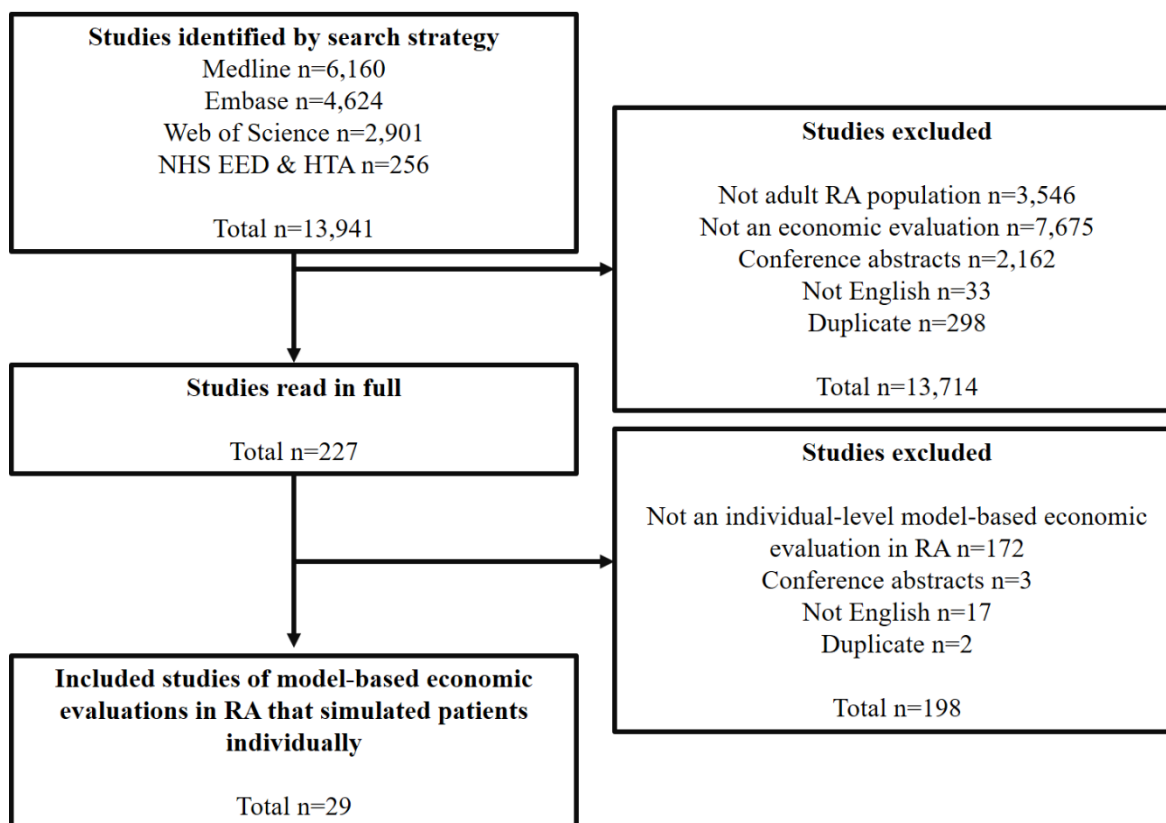 Studies identified by search strategy
Medline n=6,160
Embase n=4,624
Web of Science n=2,901
NHS EED & HTA n=256
Total n=13,941
Studies excluded
Not adult RA population n=3,546
Not an economic evaluation n=7,675
Conference abstracts n=2,162
Not English n=33
Duplicate n=298
Total n=13,714
Studies read in full
Total n=227
Studies excluded
Not an individual-level model-based economic
evaluation in RA n=172
Conference abstracts n=3
Not English n=17
Duplicate n=2
Total n=198
Included studies of model-based economic
evaluations in RA that simulated patients
individually
Total n=29